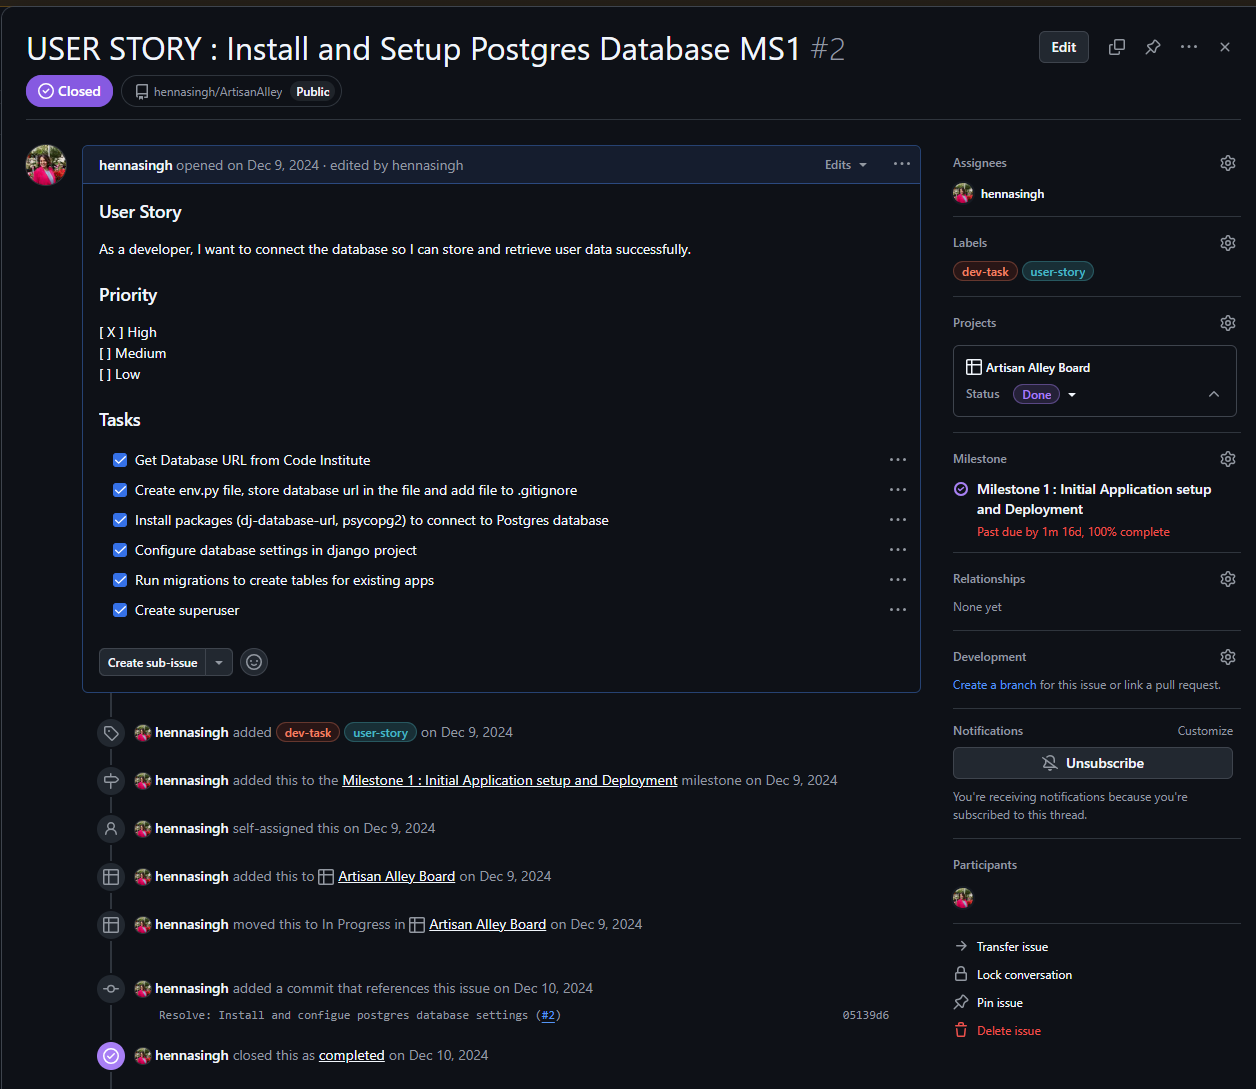 USER STORY : Install and Setup Postgres Database MS1 #2
Edit
Closed
hennasingh/ArtisanAlley Public
hennasingh opened on Dec 9, 2024 · edited by hennasingh
Edits
User Story
As a developer, I want to connect the database so I can store and retrieve user data successfully.
Priority
[ X ] High
[ ] Medium
[ ] Low
Tasks
Get Database URL from Code Institute
Create env.py file, store database url in the file and add file to .gitignore
Install packages (dj-database-url, psycopg2) to connect to Postgres database
Configure database settings in django project
Run migrations to create tables for existing apps
Create superuser
Create sub-issue
hennasingh added dev-task user-story on Dec 9, 2024
hennasingh added this to the Milestone 1 : Initial Application setup and Deployment milestone on Dec 9, 2024
hennasingh self-assigned this on Dec 9, 2024
hennasingh added this to Artisan Alley Board on Dec 9, 2024
hennasingh moved this to In Progress in Artisan Alley Board on Dec 9, 2024
hennasingh added a commit that references this issue on Dec 10, 2024
Resolve: Install and configue postgres database settings (#2)
05139d6
hennasingh closed this as completed on Dec 10, 2024
Assignees
hennasingh
Labels
dev-task user-story
Projects
Artisan Alley Board
Status Done
Milestone
Milestone 1 : Initial Application setup
and Deployment
Past due by 1m 16d, 100% complete
Relationships
None yet
Development
Create a branch for this issue or link a pull request.
Notifications
Customize
Unsubscribe
You're receiving notifications because you're
subscribed to this thread.
Participants
Transfer issue
Lock conversation
Pin issue
Delete issue